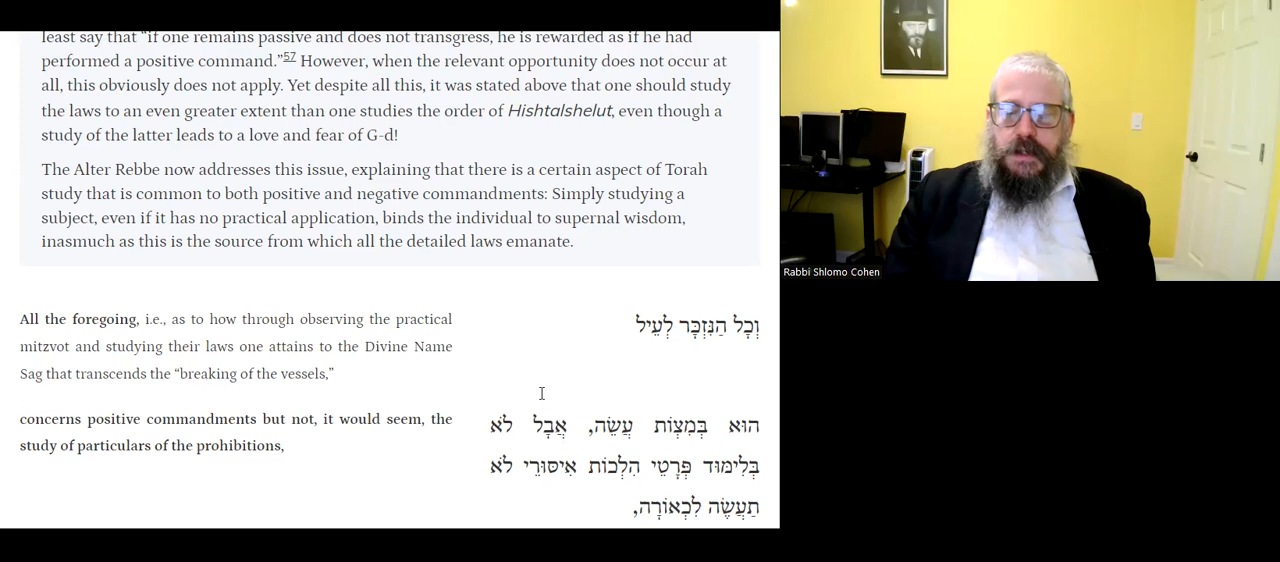 least say that “if one remains passive and does not transgress, he is rewarded as if he had
performed a positive command.”57 However, when the relevant opportunity does not occur at
all, this obviously does not apply. Yet despite all this, it was stated above that one should study
the laws to an even greater extent than one studies the order of Hishtalshelut, even though a
study of the latter leads to a love and fear of G-d!
The Alter Rebbe now addresses this issue, explaining that there is a certain aspect of Torah
study that is common to both positive and negative commandments: Simply studying a
subject, even if it has no practical application, binds the individual to supernal wisdom,
inasmuch as this is the source from which all the detailed laws emanate.
וְכָל הַנִּזְכָּר לְעֵיל
All the foregoing, i.e., as to how through observing the practical
mitzvot and studying their laws one attains to the Divine Name
Sag that transcends the “breaking of the vessels,”
הוּא בְּמִצְוֹת עֲשֵׂה, אֲבָל לֹא
בְּלִימּוּד פְּרָטֵי הִלְכוֹת אִיסּוּרֵי לֹא
תַעֲשֶׂה לִכְאוֹרָה,
concerns positive commandments but not, it would seem, the
study of particulars of the prohibitions,
Rabbi Shlomo Cohen